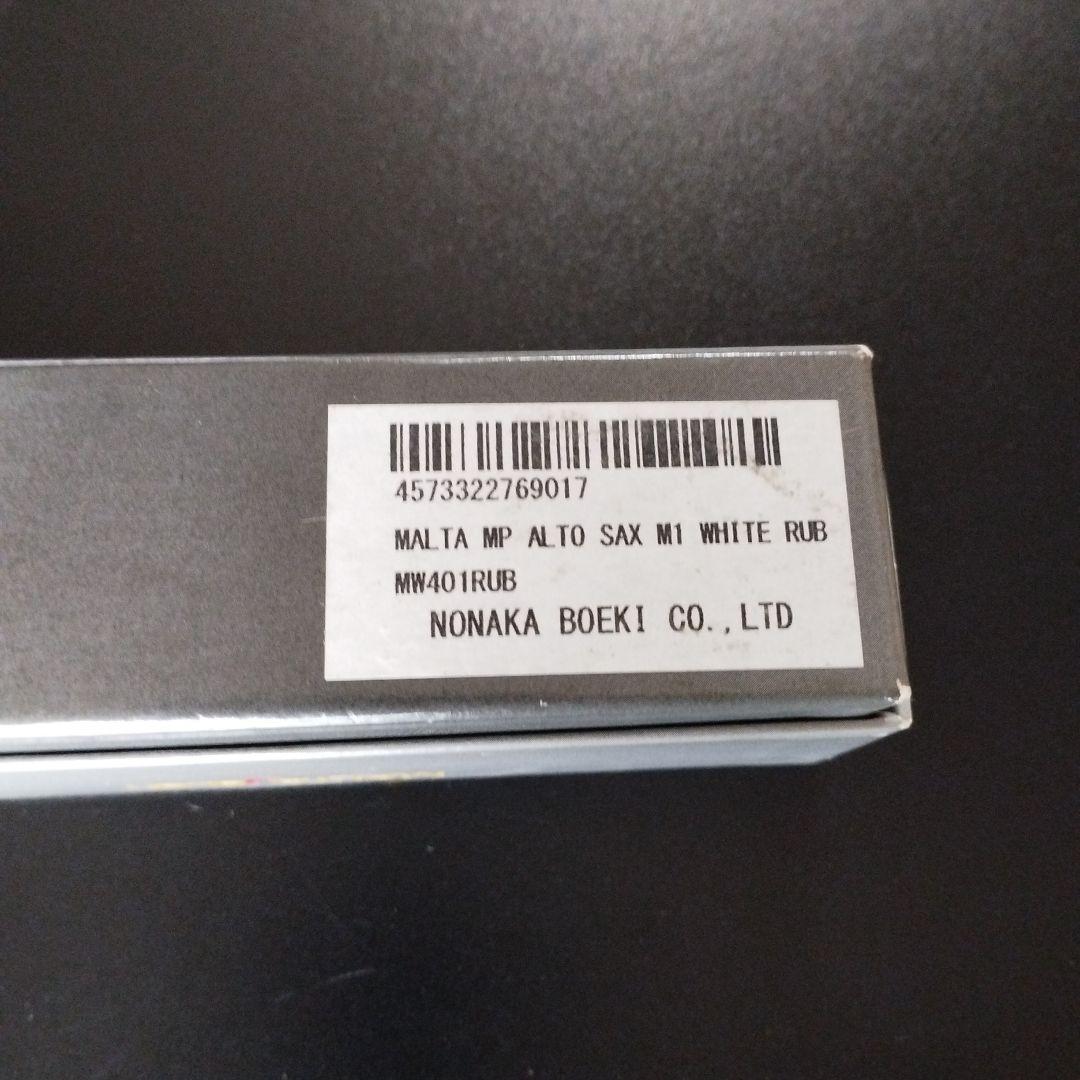 4573322769017
MALTA MP ALTO SAX M1 WHITE RUB
MW401RUB
NONAKA BOEKI CO.,LTD